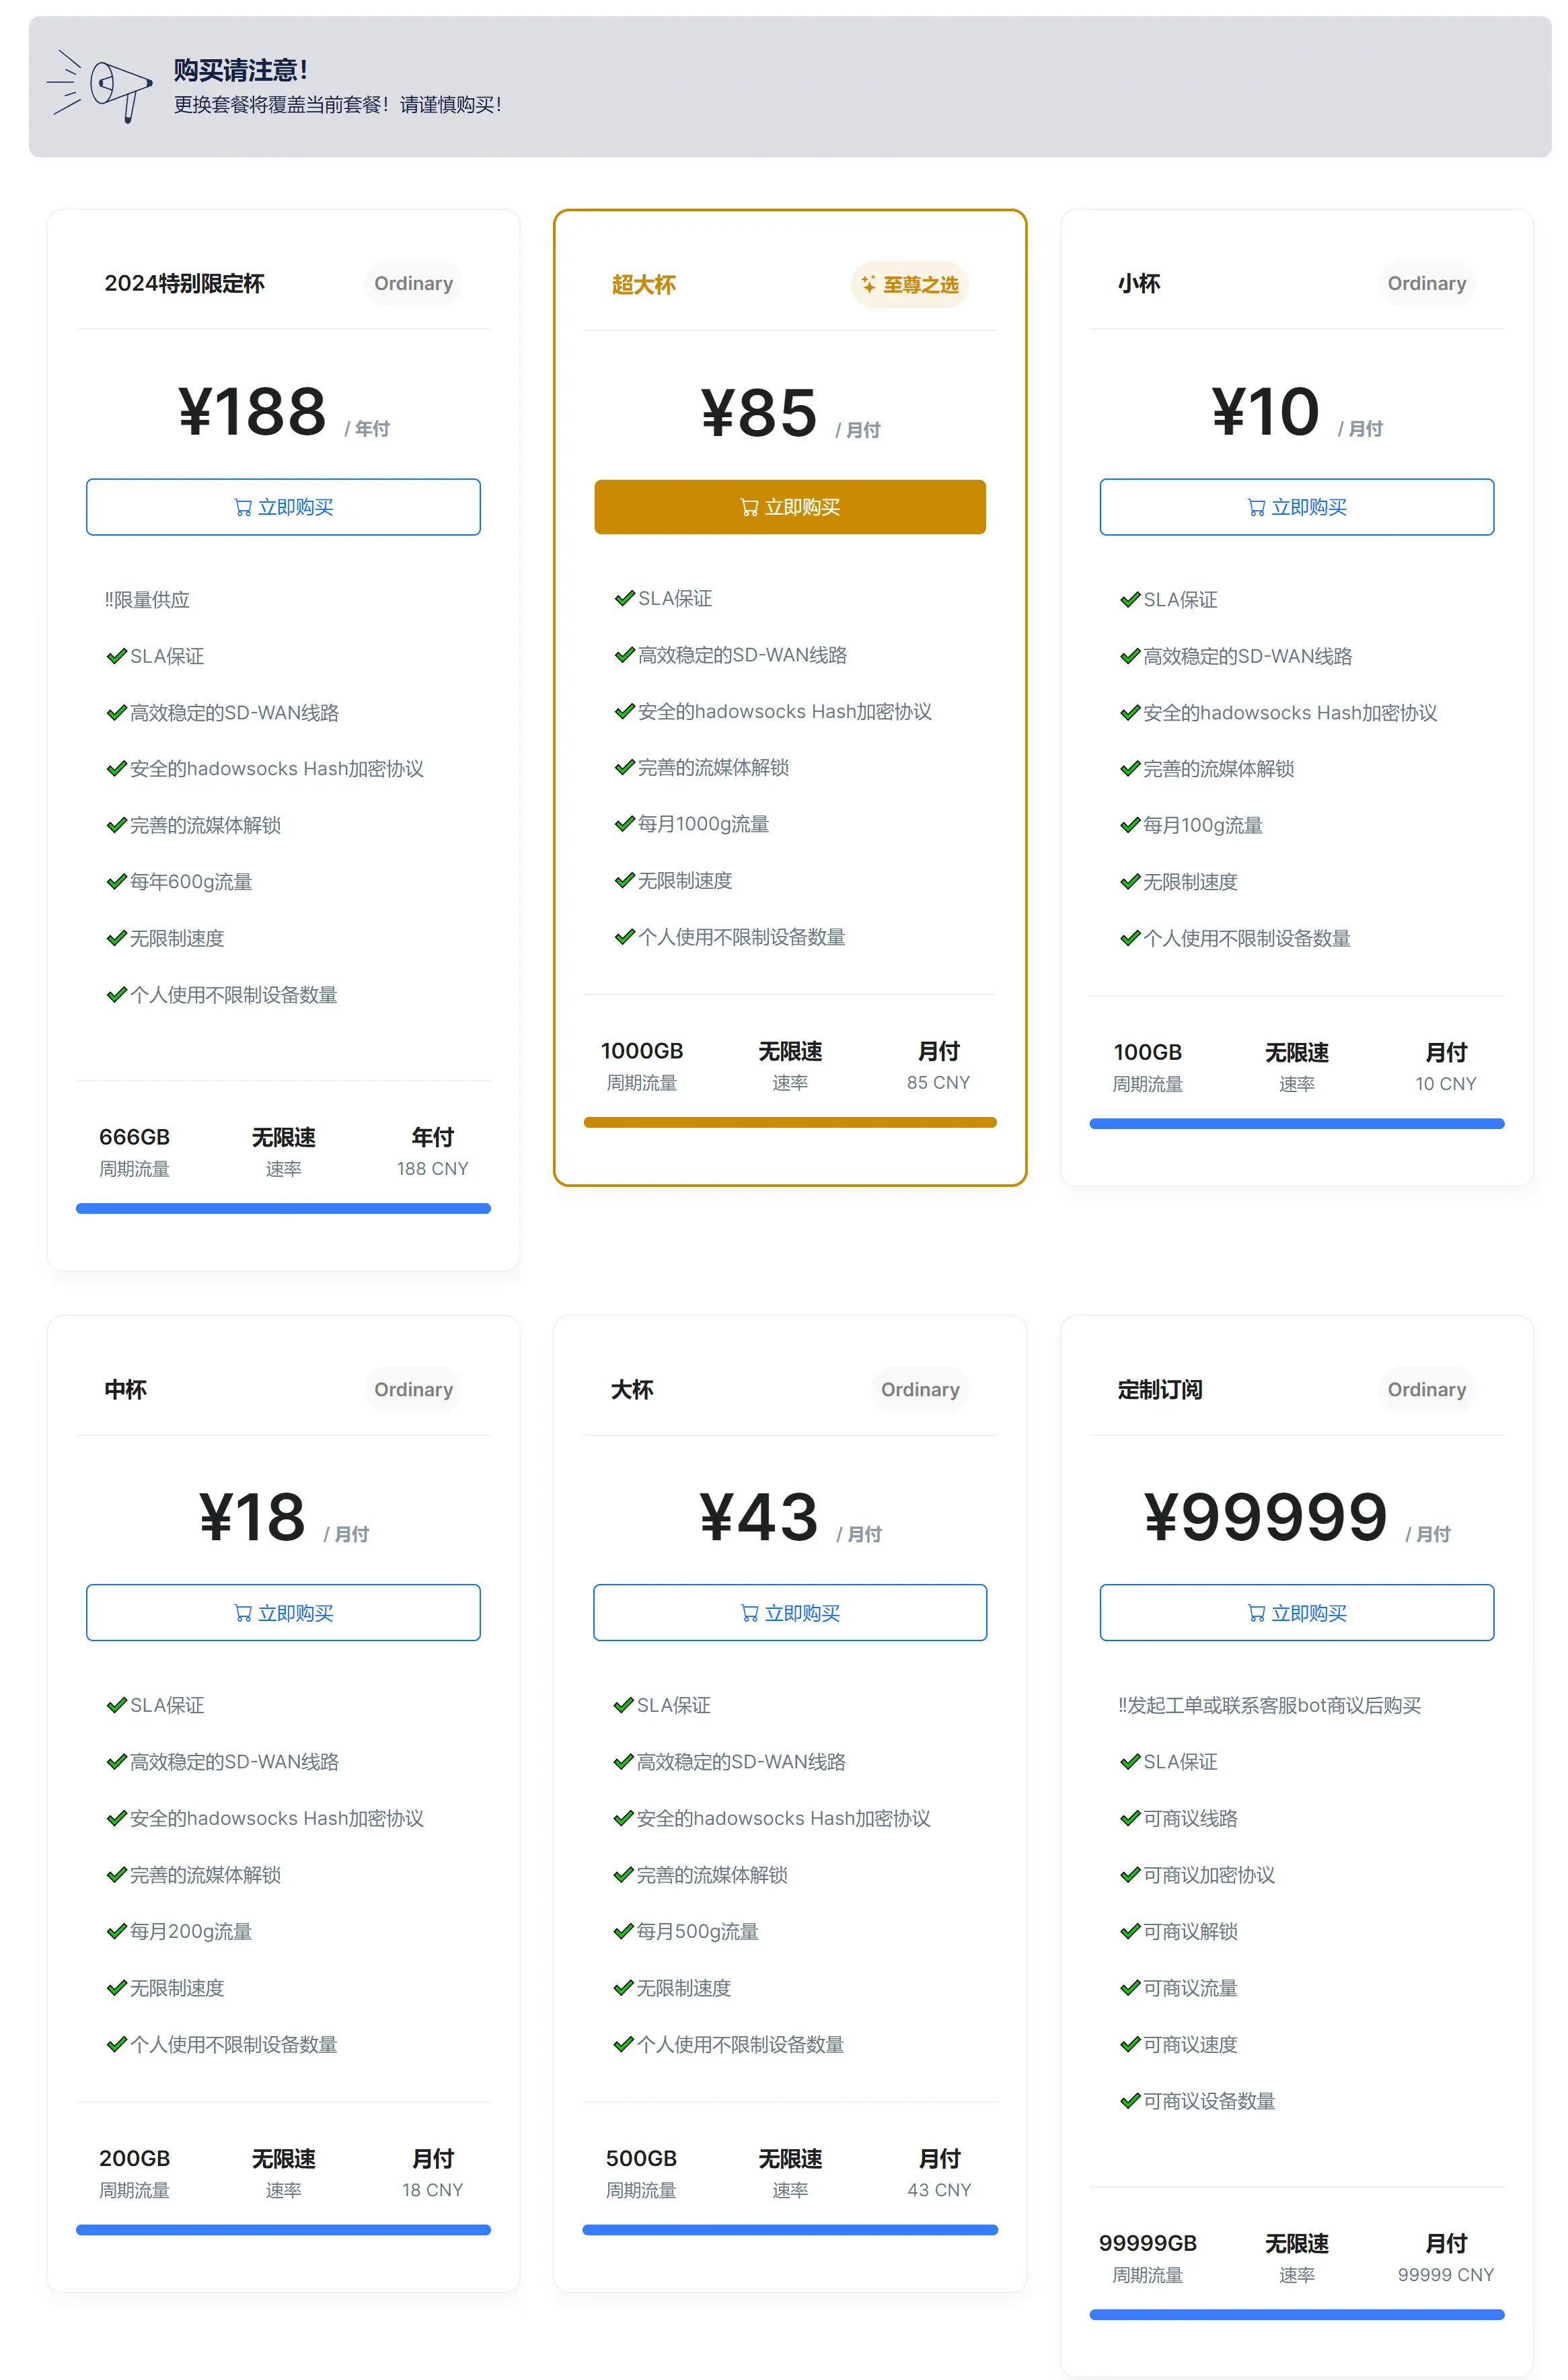 购买请注意！
更换套餐将覆盖当前套餐！请谨慎购买！
2024特别限定杯
Ordinary
¥188 / 年付
立即购买
‼限量供应
✔SLA保证
✔高效稳定的SD-WAN线路
✔安全的hadowsocks Hash加密协议
✔完善的流媒体解锁
✔每年600g流量
✔无限制速度
✔个人使用不限制设备数量
666GB 无限速 年付
周期流量 速率 188 CNY
超大杯
至尊之选
¥85 / 月付
立即购买
✔SLA保证
✔高效稳定的SD-WAN线路
✔安全的hadowsocks Hash加密协议
✔完善的流媒体解锁
✔每月1000g流量
✔无限制速度
✔个人使用不限制设备数量
1000GB 无限速 月付
周期流量 速率 85 CNY
小杯
Ordinary
¥10 / 月付
立即购买
✔SLA保证
✔高效稳定的SD-WAN线路
✔安全的hadowsocks Hash加密协议
✔完善的流媒体解锁
✔每月100g流量
✔无限制速度
✔个人使用不限制设备数量
100GB 无限速 月付
周期流量 速率 10 CNY
中杯
Ordinary
¥18 / 月付
立即购买
✔SLA保证
✔高效稳定的SD-WAN线路
✔安全的hadowsocks Hash加密协议
✔完善的流媒体解锁
✔每月200g流量
✔无限制速度
✔个人使用不限制设备数量
200GB 无限速 月付
周期流量 速率 18 CNY
大杯
Ordinary
¥43 / 月付
立即购买
✔SLA保证
✔高效稳定的SD-WAN线路
✔安全的hadowsocks Hash加密协议
✔完善的流媒体解锁
✔每月500g流量
✔无限制速度
✔个人使用不限制设备数量
500GB 无限速 月付
周期流量 速率 43 CNY
定制订阅
Ordinary
¥99999 / 月付
立即购买
‼发起工单或联系客服bot商议后购买
✔SLA保证
✔可商议线路
✔可商议加密协议
✔可商议解锁
✔可商议流量
✔可商议速度
✔可商议设备数量
99999GB 无限速 月付
周期流量 速率 99999 CNY